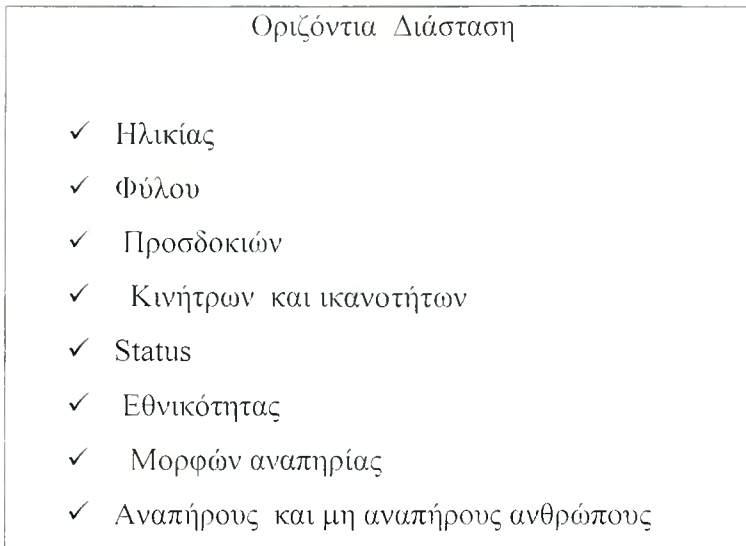 Οριζόντια Διάσταση
✓ Ηλικίας
✓ Φύλου
✓ Προσδοκιών
✓ Κινήτρων και ικανοτήτων
✓ Status
✓ Εθνικότητας
✓ Μορφών αναπηρίας
✓ Αναπήρους και μη αναπήρους ανθρώπους